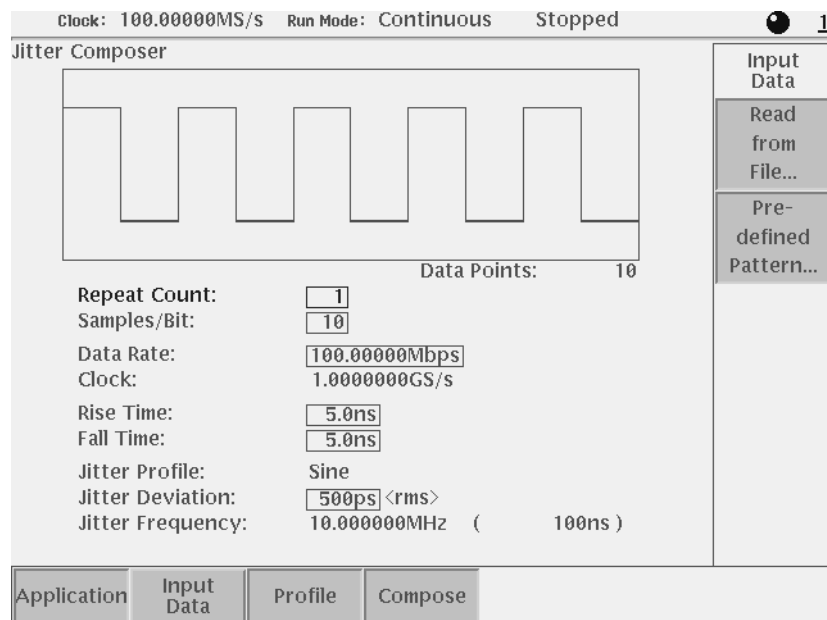 Clock: 100.00000MS/s Run Mode: Continuous Stopped 1
Jitter Composer
Input
Data
Read
from
File...
Pre-
defined
Pattern...
Data Points: 10
Repeat Count: 1
Samples/Bit: 10
Data Rate: 100.00000Mbps
Clock: 1.0000000GS/s
Rise Time: 5.0ns
Fall Time: 5.0ns
Jitter Profile: Sine
Jitter Deviation: 500ps <rms>
Jitter Frequency: 10.000000MHz ( 100ns )
Application
Input
Data
Profile
Compose